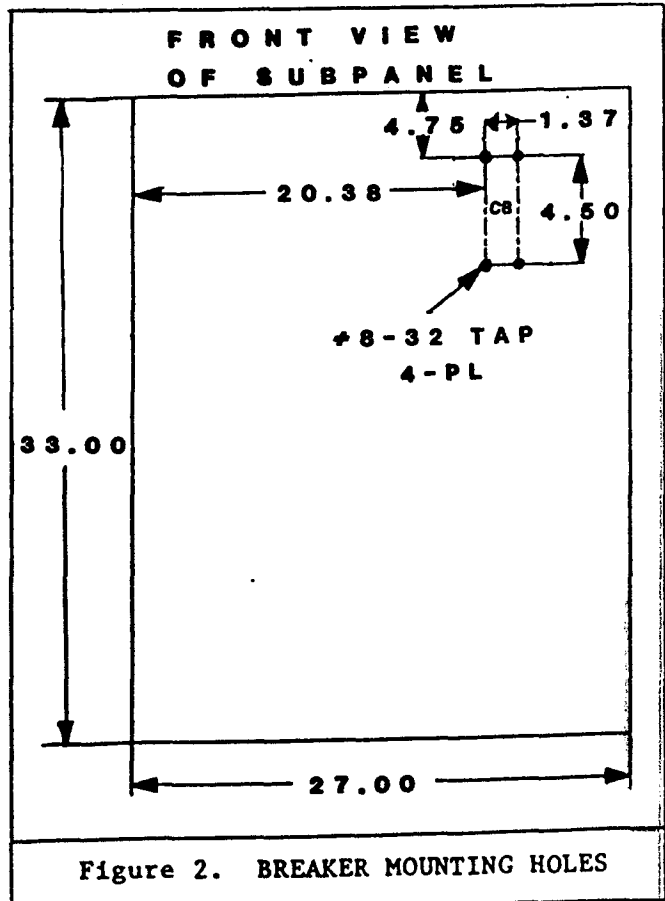 FRONT VIEW
OF SUBPANEL
4.75
1.37
20.38
CB
4.50
#8-32 TAP
4-PL
33.00
27.00
Figure 2. BREAKER MOUNTING HOLES